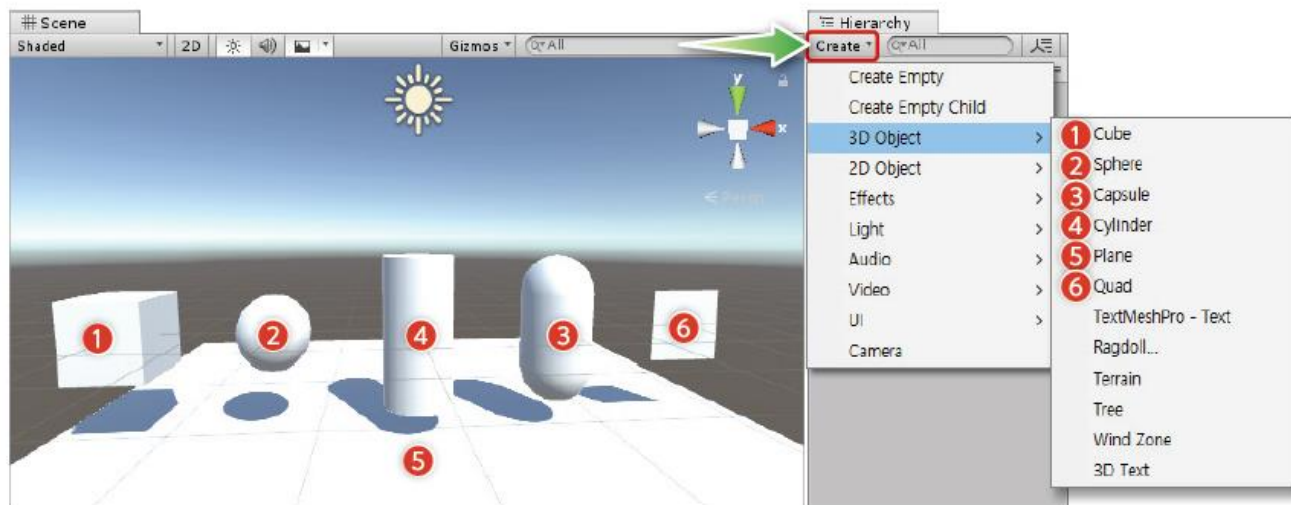 Scene
Shaded
2D
Gizmos
All
y
x
Persp
1
2
4
3
6
5
Hierarchy
Create
All
Create Empty
Create Empty Child
3D Object
2D Object
Effects
Light
Audio
Video
UI
Camera
1 Cube
2 Sphere
3 Capsule
4 Cylinder
5 Plane
6 Quad
TextMeshPro - Text
Ragdoll...
Terrain
Tree
Wind Zone
3D Text